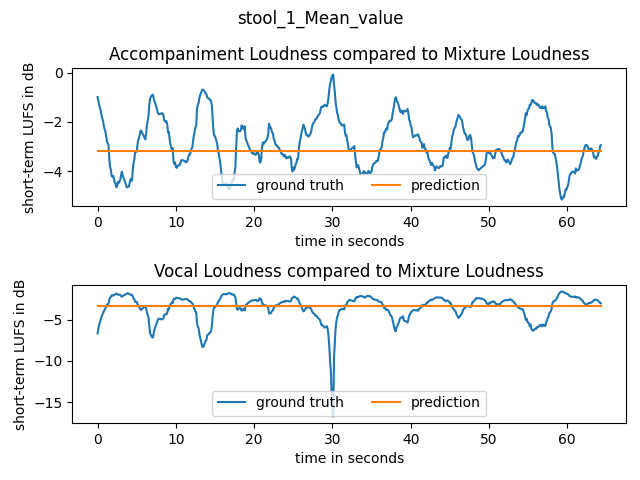 stool_1_Mean_value
Accompaniment Loudness compared to Mixture Loudness
short-term LUFS in dB
0
−2
−4
ground truth
prediction
0 10 20 30 40 50 60
time in seconds
Vocal Loudness compared to Mixture Loudness
short-term LUFS in dB
−5
−10
−15
ground truth
prediction
0 10 20 30 40 50 60
time in seconds